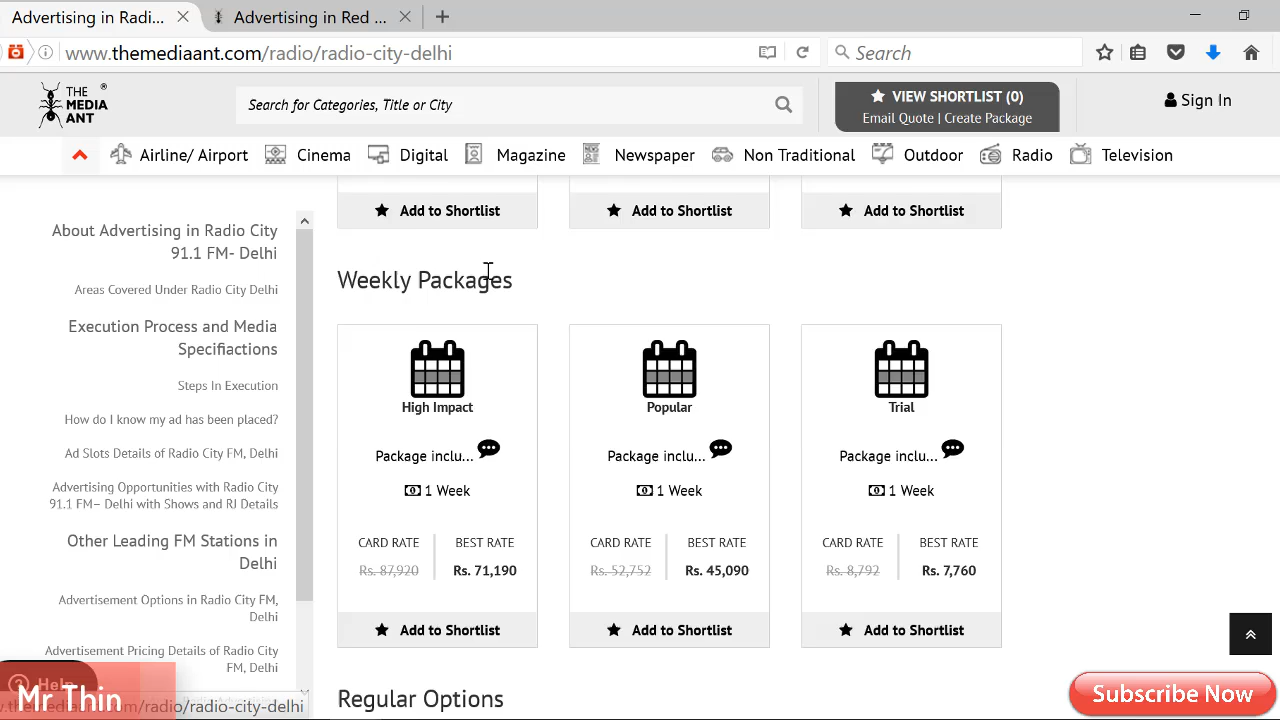 Advertising in Radi...
Advertising in Red ...
www.themediaant.com/radio/radio-city-delhi
Search
THE MEDIA ANT ®
Search for Categories, Title or City
VIEW SHORTLIST (0)
Email Quote | Create Package
Sign In
Airline/ Airport
Cinema
Digital
Magazine
Newspaper
Non Traditional
Outdoor
Radio
Television
Add to Shortlist
Add to Shortlist
Add to Shortlist
About Advertising in Radio City
91.1 FM- Delhi
Areas Covered Under Radio City Delhi
Execution Process and Media
Specifiactions
Steps In Execution
How do I know my ad has been placed?
Ad Slots Details of Radio City FM, Delhi
Advertising Opportunities with Radio City
91.1 FM– Delhi with Shows and RJ Details
Other Leading FM Stations in
Delhi
Advertisement Options in Radio City FM,
Delhi
Advertisement Pricing Details of Radio City
FM, Delhi
Weekly Packages
High Impact
Package inclu...
1 Week
CARD RATE
BEST RATE
Rs. 87,920
Rs. 71,190
Add to Shortlist
Popular
Package inclu...
1 Week
CARD RATE
BEST RATE
Rs. 52,752
Rs. 45,090
Add to Shortlist
Trial
Package inclu...
1 Week
CARD RATE
BEST RATE
Rs. 8,792
Rs. 7,760
Add to Shortlist
Regular Options
Help
Mr Thin
.themediaant.com/radio/radio-city-delhi
Subscribe Now